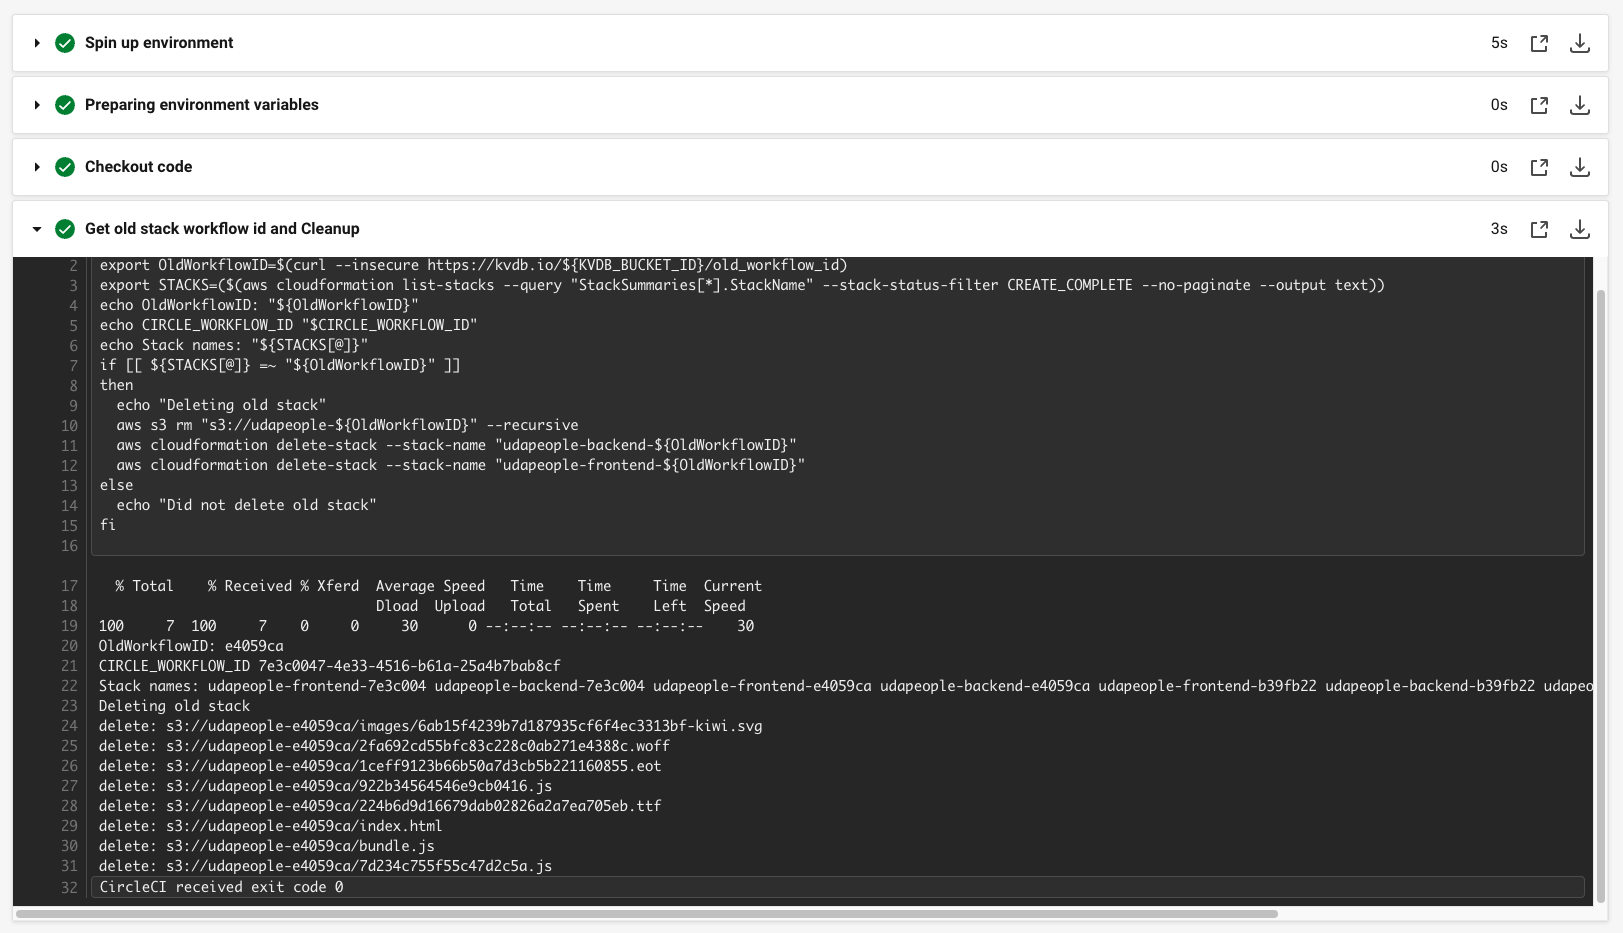 Spin up environment 5s
Preparing environment variables 0s
Checkout code 0s
Get old stack workflow id and Cleanup 3s
2 export OldWorkflowID=$(curl --insecure https://kvdb.io/${KVDB_BUCKET_ID}/old_workflow_id)
3 export STACKS=($(aws cloudformation list-stacks --query "StackSummaries[*].StackName" --stack-status-filter CREATE_COMPLETE --no-paginate --output text))
4 echo OldWorkflowID: "${OldWorkflowID}"
5 echo CIRCLE_WORKFLOW_ID "$CIRCLE_WORKFLOW_ID"
6 echo Stack names: "${STACKS[@]}"
7 if [[ ${STACKS[@]} =~ "${OldWorkflowID}" ]]
8 then
9   echo "Deleting old stack"
10   aws s3 rm "s3://udapeople-${OldWorkflowID}" --recursive
11   aws cloudformation delete-stack --stack-name "udapeople-backend-${OldWorkflowID}"
12   aws cloudformation delete-stack --stack-name "udapeople-frontend-${OldWorkflowID}"
13 else
14   echo "Did not delete old stack"
15 fi
16
17   % Total    % Received % Xferd  Average Speed   Time    Time     Time  Current
18                                  Dload  Upload   Total   Spent    Left  Speed
19 100     7  100     7    0     0     30      0 --:--:-- --:--:-- --:--:--    30
20 OldWorkflowID: e4059ca
21 CIRCLE_WORKFLOW_ID 7e3c0047-4e33-4516-b61a-25a4b7bab8cf
22 Stack names: udapeople-frontend-7e3c004 udapeople-backend-7e3c004 udapeople-frontend-e4059ca udapeople-backend-e4059ca udapeople-frontend-b39fb22 udapeople-backend-b39fb22 udapeo
23 Deleting old stack
24 delete: s3://udapeople-e4059ca/images/6ab15f4239b7d187935cf6f4ec3313bf-kiwi.svg
25 delete: s3://udapeople-e4059ca/2fa692cd55bfc83c228c0ab271e4388c.woff
26 delete: s3://udapeople-e4059ca/1ceff9123b66b50a7d3cb5b221160855.eot
27 delete: s3://udapeople-e4059ca/922b34564546e9cb0416.js
28 delete: s3://udapeople-e4059ca/224b6d9d16679dab02826a2a7ea705eb.ttf
29 delete: s3://udapeople-e4059ca/index.html
30 delete: s3://udapeople-e4059ca/bundle.js
31 delete: s3://udapeople-e4059ca/7d234c755f55c47d2c5a.js
32 CircleCI received exit code 0